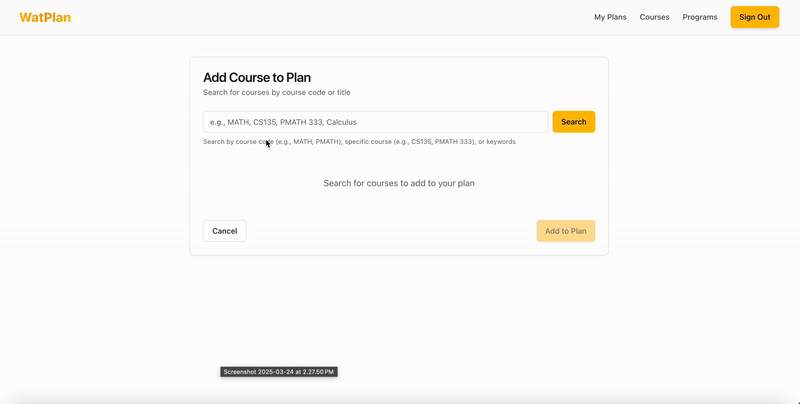 WatPlan
My Plans
Courses
Programs
Sign Out
Add Course to Plan
Search for courses by course code or title
e.g., MATH, CS135, PMATH 333, Calculus
Search
Search by course code (e.g., MATH, PMATH), specific course (e.g., CS135, PMATH 333), or keywords
Search for courses to add to your plan
Cancel
Add to Plan
Screenshot 2025-03-24 at 2.27.50 PM